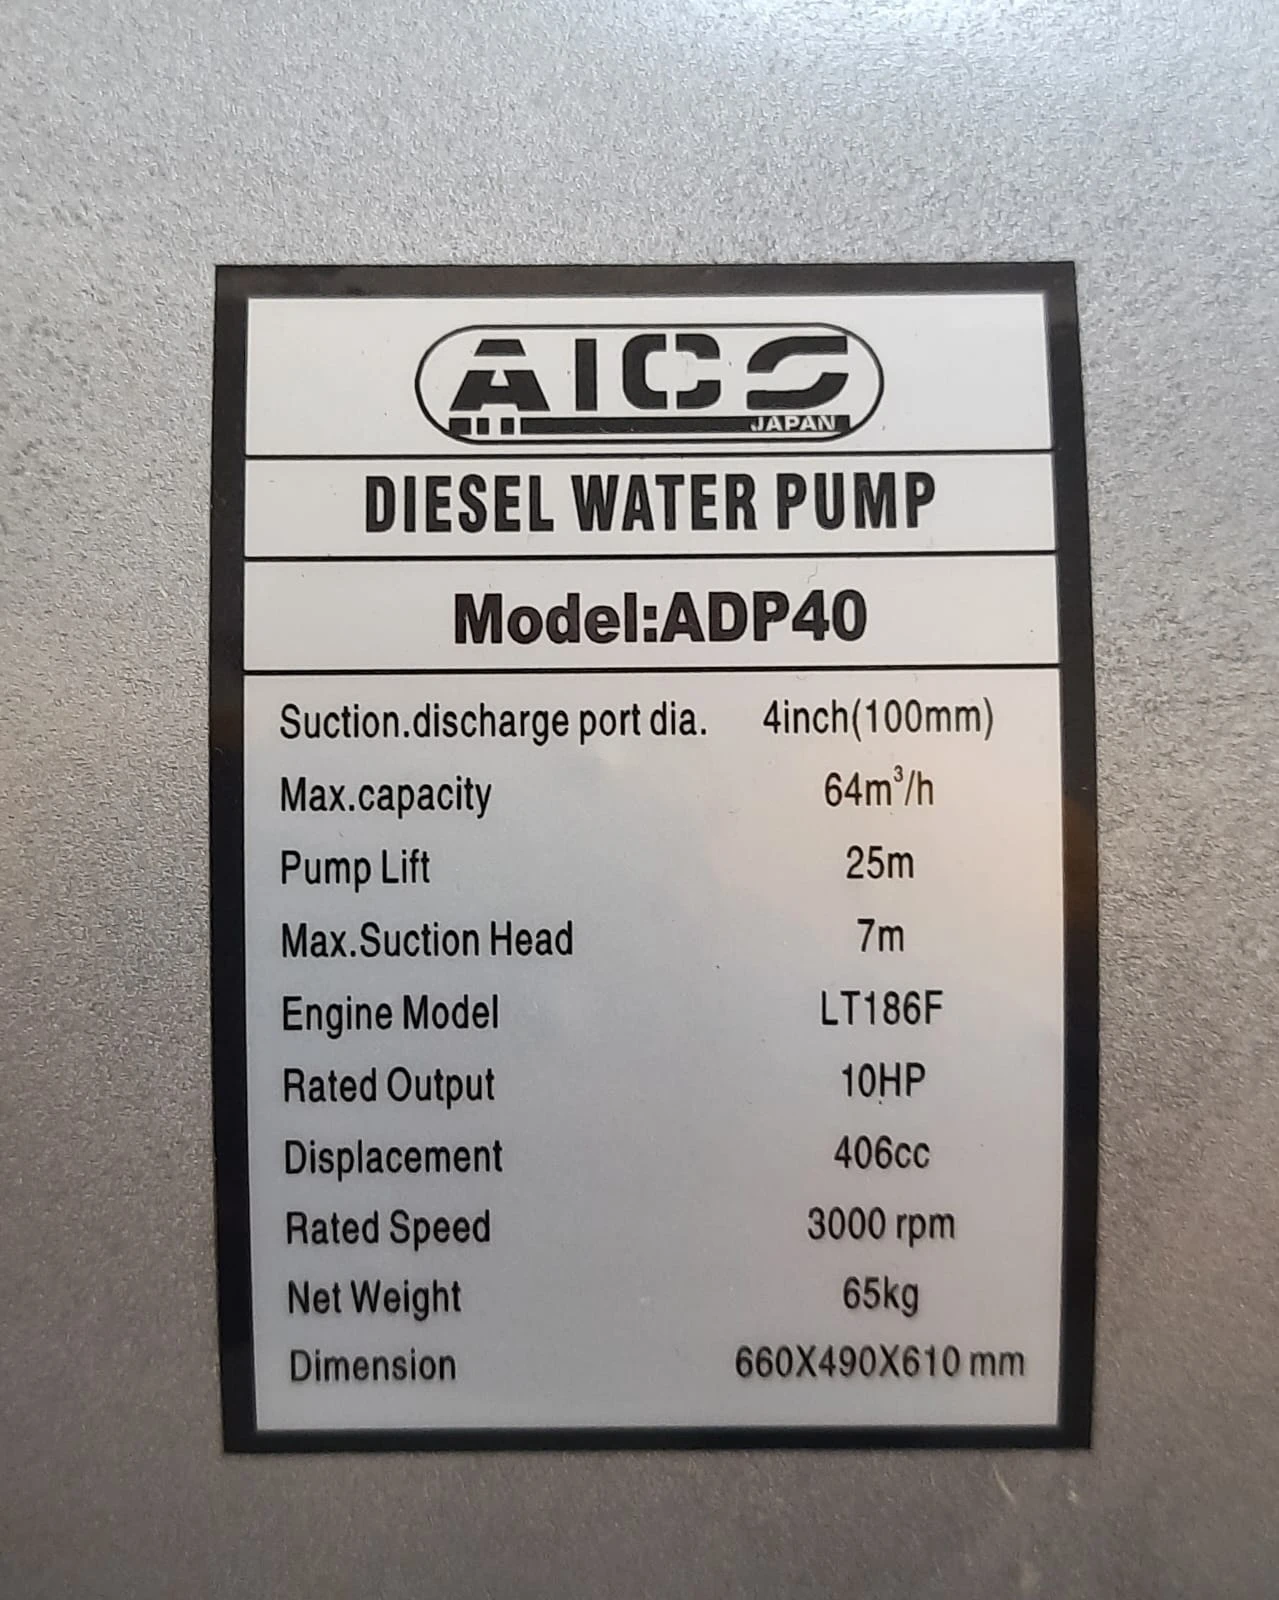 AICS
JAPAN
DIESEL WATER PUMP
Model:ADP40
Suction.discharge port dia. 4inch(100mm)
Max.capacity 64m³/h
Pump Lift 25m
Max.Suction Head 7m
Engine Model LT186F
Rated Output 10HP
Displacement 406cc
Rated Speed 3000 rpm
Net Weight 65kg
Dimension 660X490X610 mm